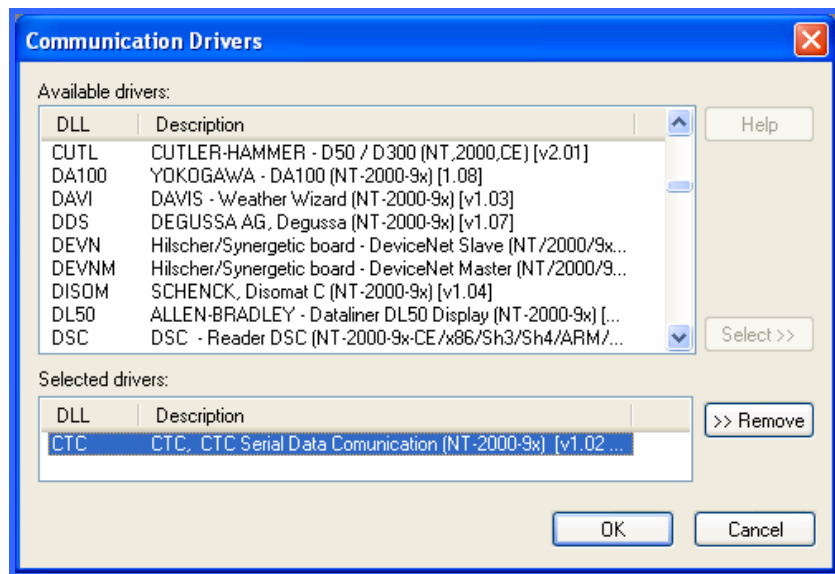 Communication Drivers
Available drivers:
DLL Description
Help
CUTL CUTLER-HAMMER - D50 / D300 (NT,2000,CE) [v2.01]
DA100 YOKOGAWA - DA100 (NT-2000-9x) [1.08]
DAVI DAVIS - Weather Wizard (NT-2000-9x) [v1.03]
DDS DEGUSSA AG, Degussa (NT-2000-9x) [v1.07]
DEVN Hilscher/Synergetic board - DeviceNet Slave (NT/2000/9x...
DEVNM Hilscher/Synergetic board - DeviceNet Master (NT/2000/9...
DISOM SCHENCK, Disomat C (NT-2000-9x) [v1.04]
DL50 ALLEN-BRADLEY - Dataliner DL50 Display (NT-2000-9x) [...
DSC DSC - Reader DSC (NT-2000-9x-CE/x86/Sh3/Sh4/ARM/...
Select >>
Selected drivers:
DLL Description
>> Remove
CTC CTC, CTC Serial Data Comunication (NT-2000-9x) [v1.02 ...
OK Cancel